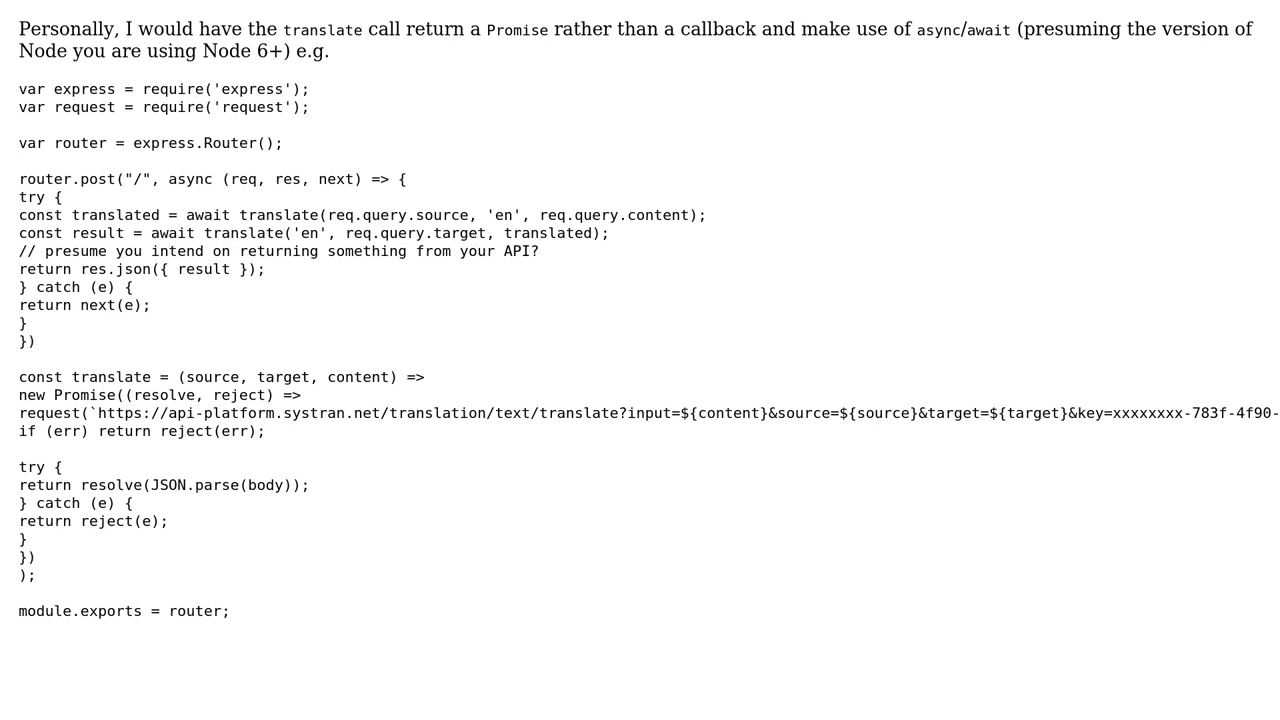 Personally, I would have the translate call return a Promise rather than a callback and make use of async/await (presuming the version of
Node you are using Node 6+) e.g.
var express = require('express');
var request = require('request');
var router = express.Router();
router.post("/", async (req, res, next) => {
try {
const translated = await translate(req.query.source, 'en', req.query.content);
const result = await translate('en', req.query.target, translated);
// presume you intend on returning something from your API?
return res.json({ result });
} catch (e) {
return next(e);
}
})
const translate = (source, target, content) =>
new Promise((resolve, reject) =>
request(`https://api-platform.systran.net/translation/text/translate?input=${content}&source=${source}&target=${target}&key=xxxxxxxx-783f-4f90-
if (err) return reject(err);
try {
return resolve(JSON.parse(body));
} catch (e) {
return reject(e);
}
})
);
module.exports = router;